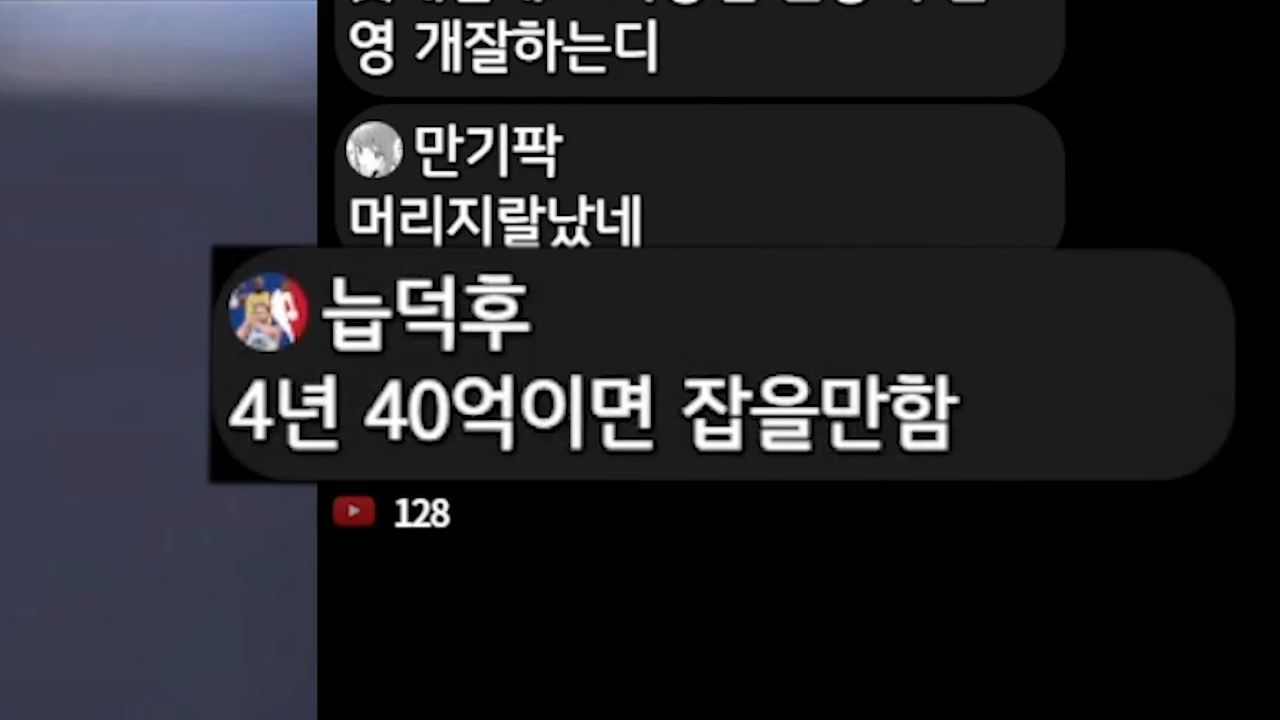 영 개잘하는디
만기팍
머리지랄났네
늡덕후
4년 40억이면 잡을만함
128